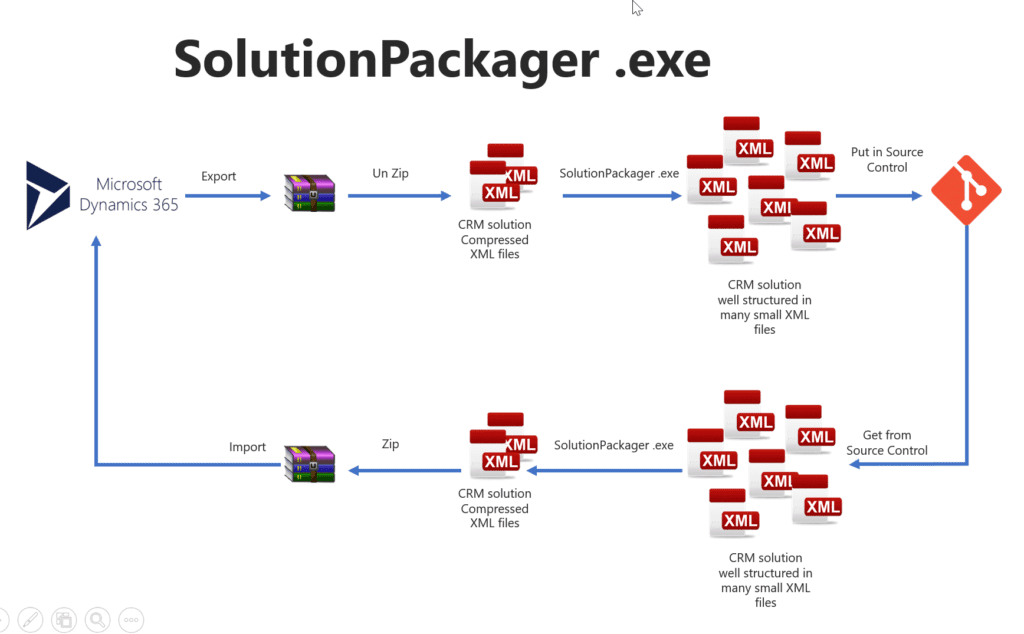 SolutionPackager .exe
Microsoft
Dynamics 365
Export
Un Zip
XML
XML
CRM solution
Compressed
XML files
SolutionPackager .exe
XML
XML
XML
XML
XML
XML
CRM solution
well structured in
many small XML
files
Put in Source
Control
Get from
Source Control
XML
XML
XML
XML
XML
XML
CRM solution
well structured in
many small XML
files
SolutionPackager .exe
XML
XML
CRM solution
Compressed
XML files
Zip
Import